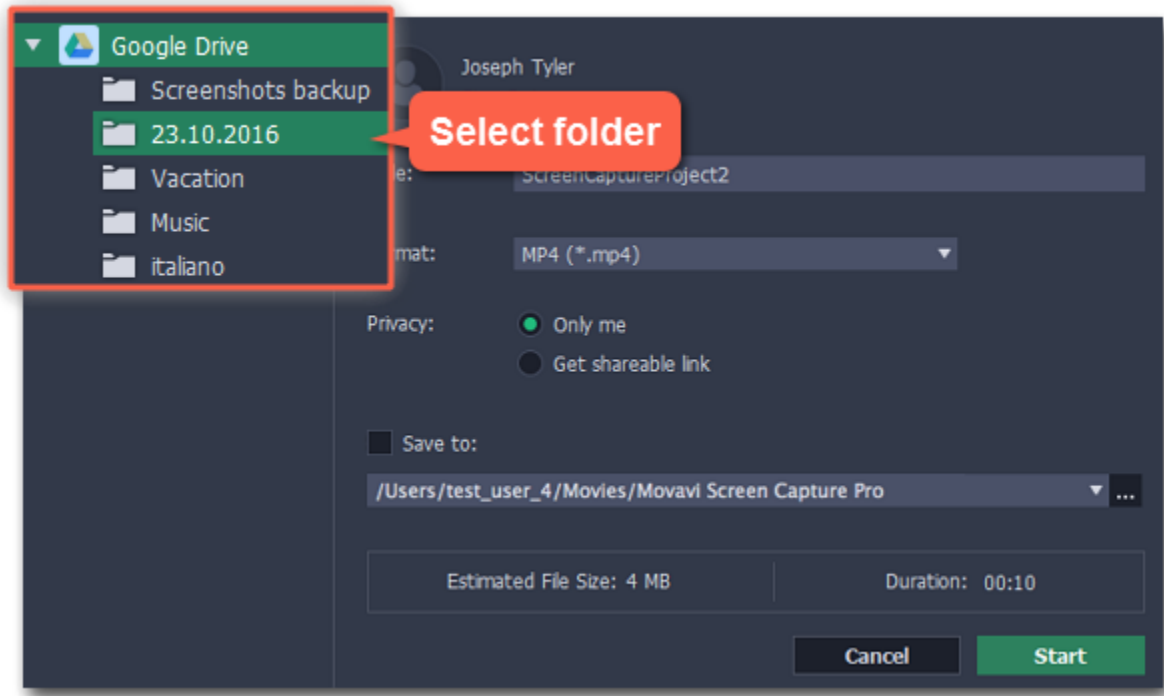 Google Drive
Screenshots backup
23.10.2016
Vacation
Music
italiano
Select folder
Joseph Tyler
ScreenCaptureProject2
MP4 (*.mp4)
Privacy:
Only me
Get shareable link
Save to:
/Users/test_user_4/Movies/Movavi Screen Capture Pro
...
Estimated File Size: 4 MB
Duration: 00:10
Cancel
Start